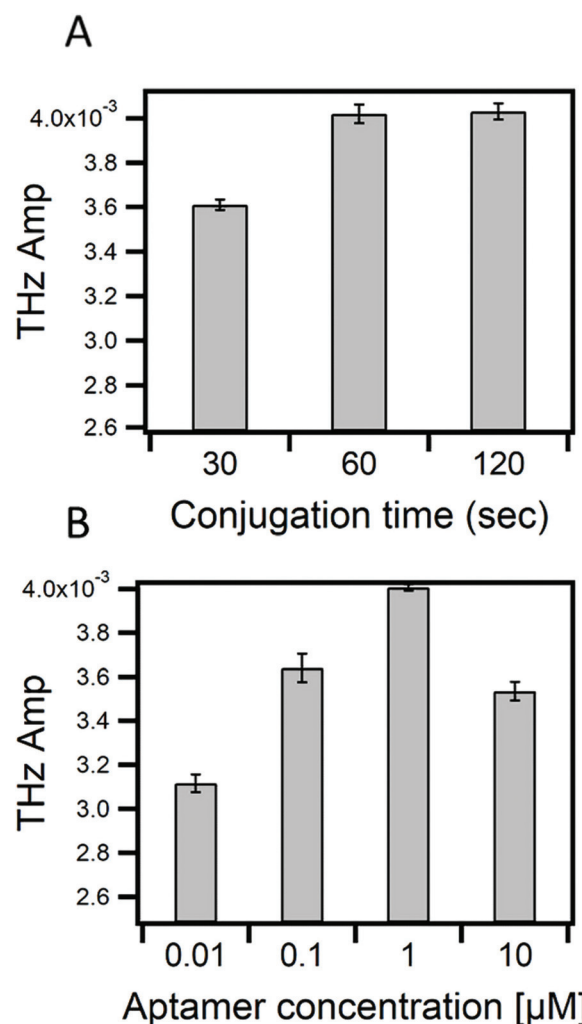 A
THz Amp
4.0x10⁻³
3.8
3.6
3.4
3.2
3.0
2.8
2.6
30 60 120
Conjugation time (sec)
B
THz Amp
4.0x10⁻³
3.8
3.6
3.4
3.2
3.0
2.8
2.6
0.01 0.1 1 10
Aptamer concentration [µM]